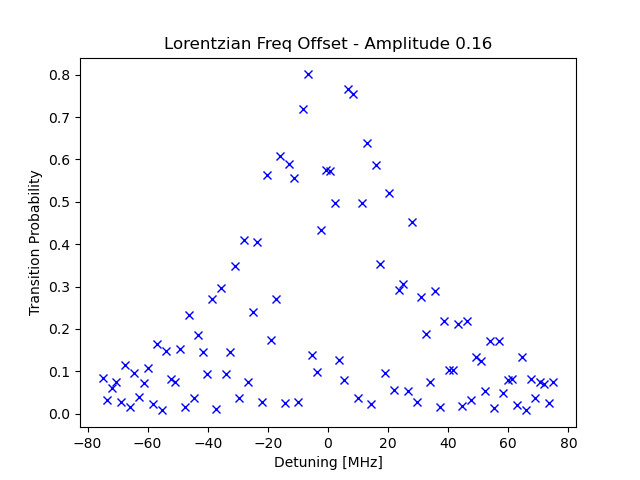 Lorentzian Freq Offset - Amplitude 0.16
0.8
0.7
0.6
0.5
0.4
0.3
0.2
0.1
0.0
Transition Probability
−80 −60 −40 −20 0 20 40 60 80
Detuning [MHz]